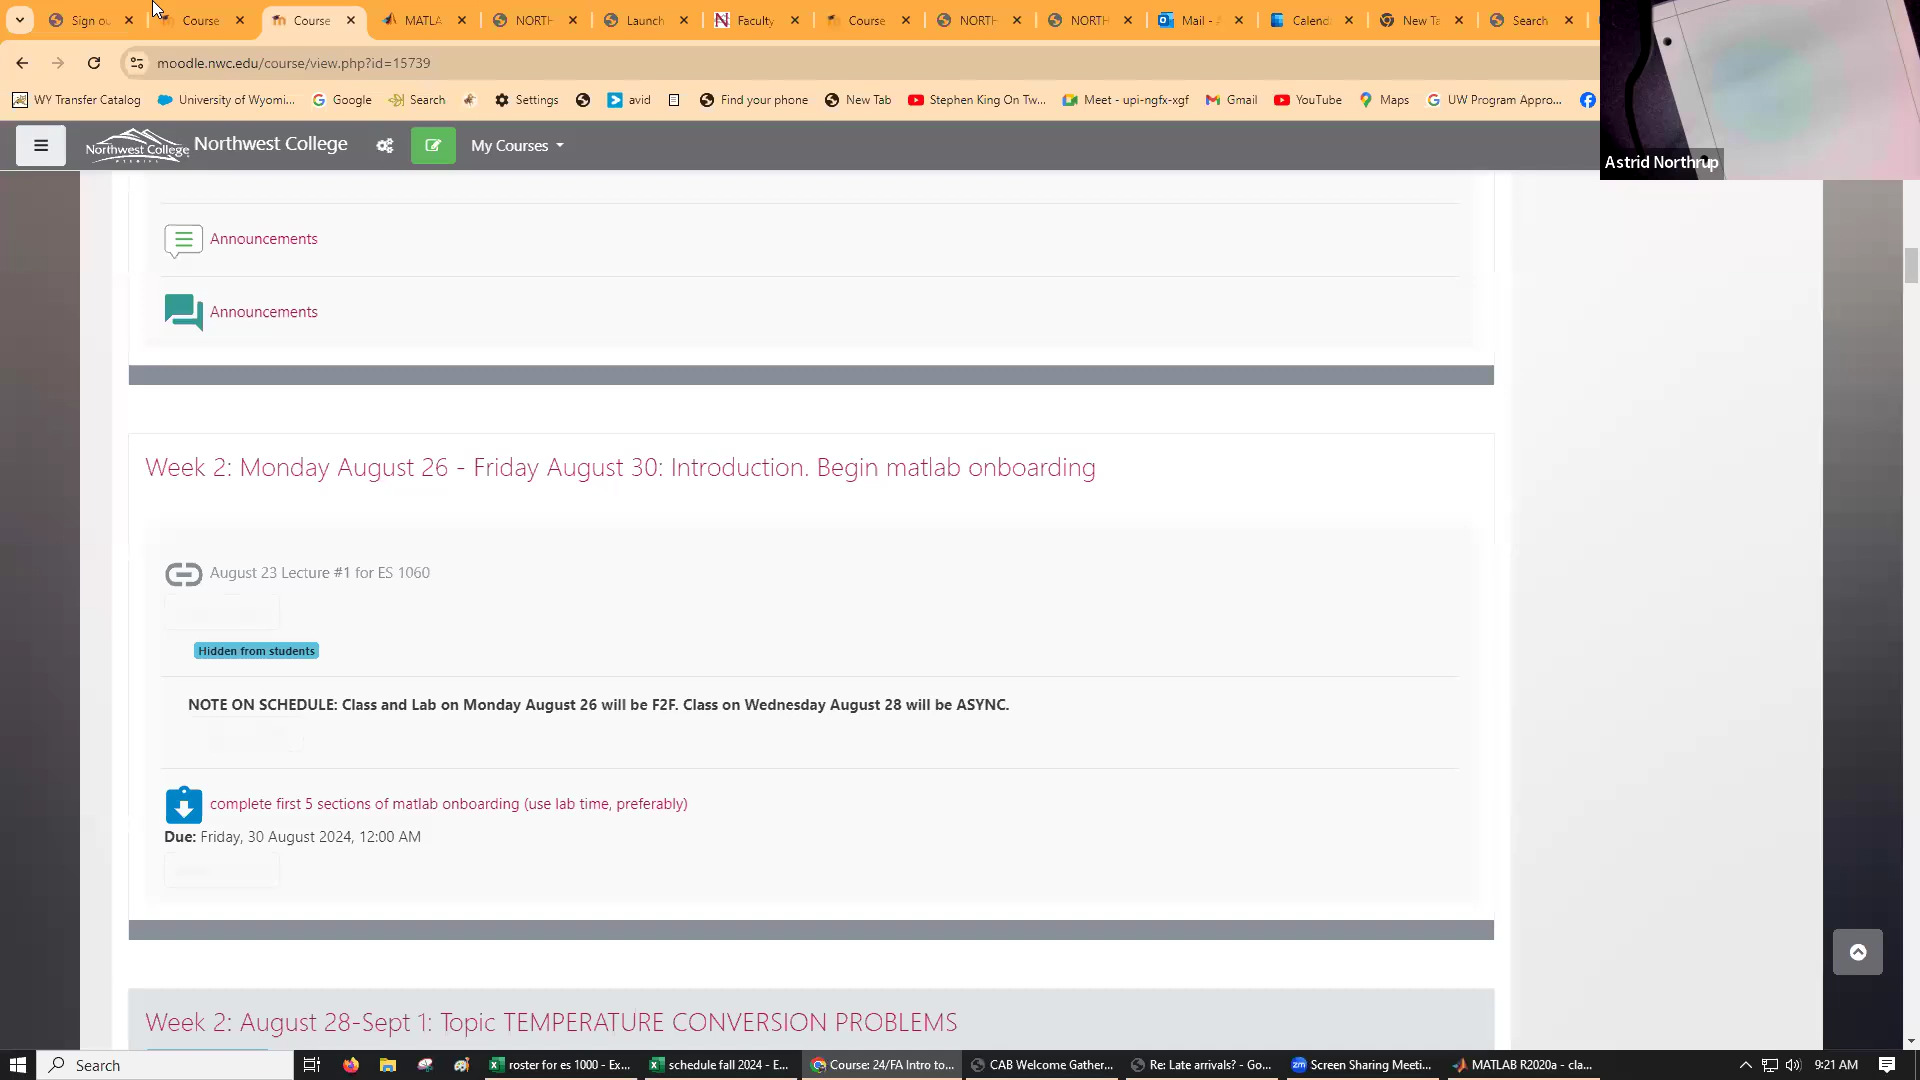 Sign ou
Course
Course
MATLA
NORTH
Launch
Faculty
Course
NORTH
NORTH
Mail -
Calend
New Ta
Search
moodle.nwc.edu/course/view.php?id=15739
WY Transfer Catalog
University of Wyomi...
Google
Search
Settings
avid
Find your phone
New Tab
Stephen King On Tw...
Meet - upi-ngfx-xgf
Gmail
YouTube
Maps
UW Program Appro...
Astrid Northrup
Northwest College
Northwest College
My Courses
Announcements
Announcements
Week 2: Monday August 26 - Friday August 30: Introduction. Begin matlab onboarding
August 23 Lecture #1 for ES 1060
Hidden from students
NOTE ON SCHEDULE: Class and Lab on Monday August 26 will be F2F. Class on Wednesday August 28 will be ASYNC.
complete first 5 sections of matlab onboarding (use lab time, preferably)
Due: Friday, 30 August 2024, 12:00 AM
Week 2: August 28-Sept 1: Topic TEMPERATURE CONVERSION PROBLEMS
Search
roster for es 1000 - Ex...
schedule fall 2024 - E...
Course: 24/FA Intro to...
CAB Welcome Gather...
Re: Late arrivals? - Go...
Screen Sharing Meeti...
MATLAB R2020a - cla...
9:21 AM